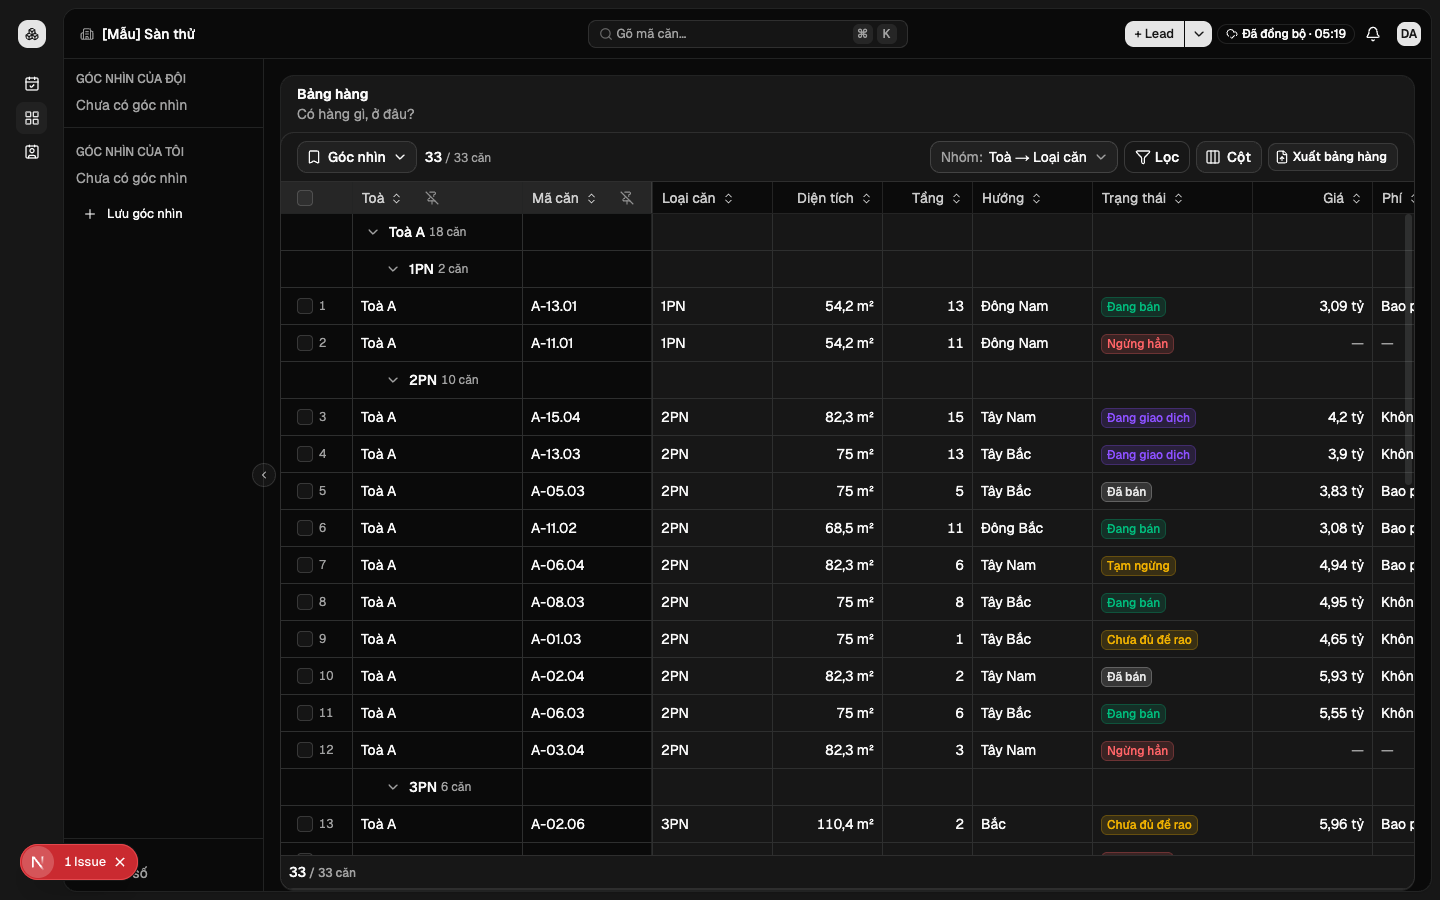 [Mẫu] Sàn thử
Gõ mã căn...
⌘ K
+ Lead
Đã đồng bộ · 05:19
DA
GÓC NHÌN CỦA ĐỘI
Chưa có góc nhìn
GÓC NHÌN CỦA TÔI
Chưa có góc nhìn
+ Lưu góc nhìn
Bảng hàng
Có hàng gì, ở đâu?
Góc nhìn 33 / 33 căn
Nhóm: Toà → Loại căn
Lọc
Cột
Xuất bảng hàng
Toà Mã căn Loại căn Diện tích Tầng Hướng Trạng thái Giá Phí
Toà A 18 căn
1PN 2 căn
1 Toà A A-13.01 1PN 54,2 m² 13 Đông Nam Đang bán 3,09 tỷ Bao p
2 Toà A A-11.01 1PN 54,2 m² 11 Đông Nam Ngừng hẳn — —
2PN 10 căn
3 Toà A A-15.04 2PN 82,3 m² 15 Tây Nam Đang giao dịch 4,2 tỷ Khôn
4 Toà A A-13.03 2PN 75 m² 13 Tây Bắc Đang giao dịch 3,9 tỷ Khôn
5 Toà A A-05.03 2PN 75 m² 5 Tây Bắc Đã bán 3,83 tỷ Bao p
6 Toà A A-11.02 2PN 68,5 m² 11 Đông Bắc Đang bán 3,08 tỷ Bao p
7 Toà A A-06.04 2PN 82,3 m² 6 Tây Nam Tạm ngừng 4,94 tỷ Bao p
8 Toà A A-08.03 2PN 75 m² 8 Tây Bắc Đang bán 4,95 tỷ Khôn
9 Toà A A-01.03 2PN 75 m² 1 Tây Bắc Chưa đủ để rao 4,65 tỷ Khôn
10 Toà A A-02.04 2PN 82,3 m² 2 Tây Nam Đã bán 5,93 tỷ Khôn
11 Toà A A-06.03 2PN 75 m² 6 Tây Bắc Đang bán 5,55 tỷ Khôn
12 Toà A A-03.04 2PN 82,3 m² 3 Tây Nam Ngừng hẳn — —
3PN 6 căn
13 Toà A A-02.06 3PN 110,4 m² 2 Bắc Chưa đủ để rao 5,96 tỷ Bao p
33 / 33 căn
N 1 Issue
số